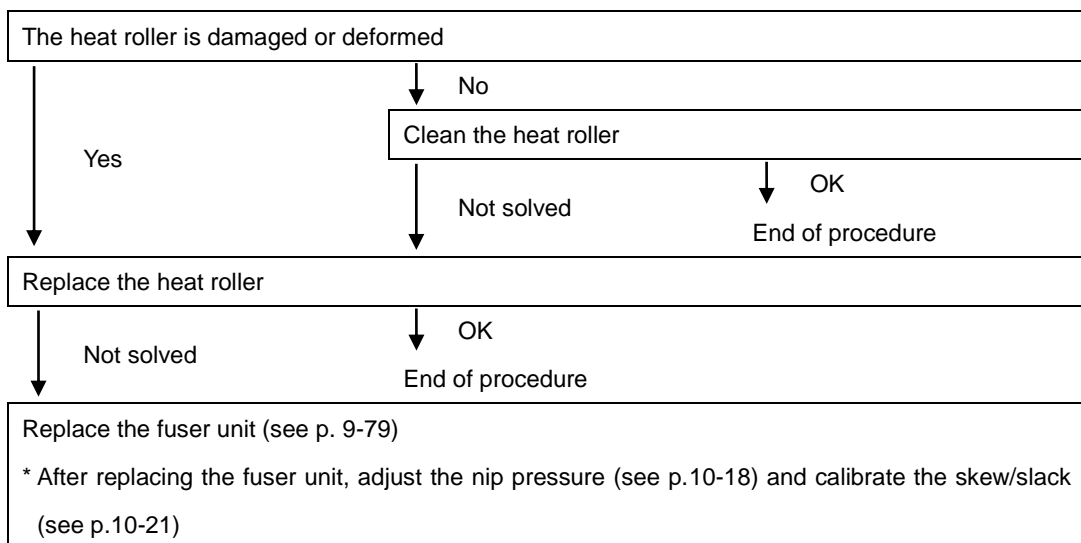 The heat roller is damaged or deformed
No
Clean the heat roller
Yes
OK
Not solved
End of procedure
Replace the heat roller
OK
Not solved
End of procedure
Replace the fuser unit (see p. 9-79)
* After replacing the fuser unit, adjust the nip pressure (see p.10-18) and calibrate the skew/slack
(see p.10-21)